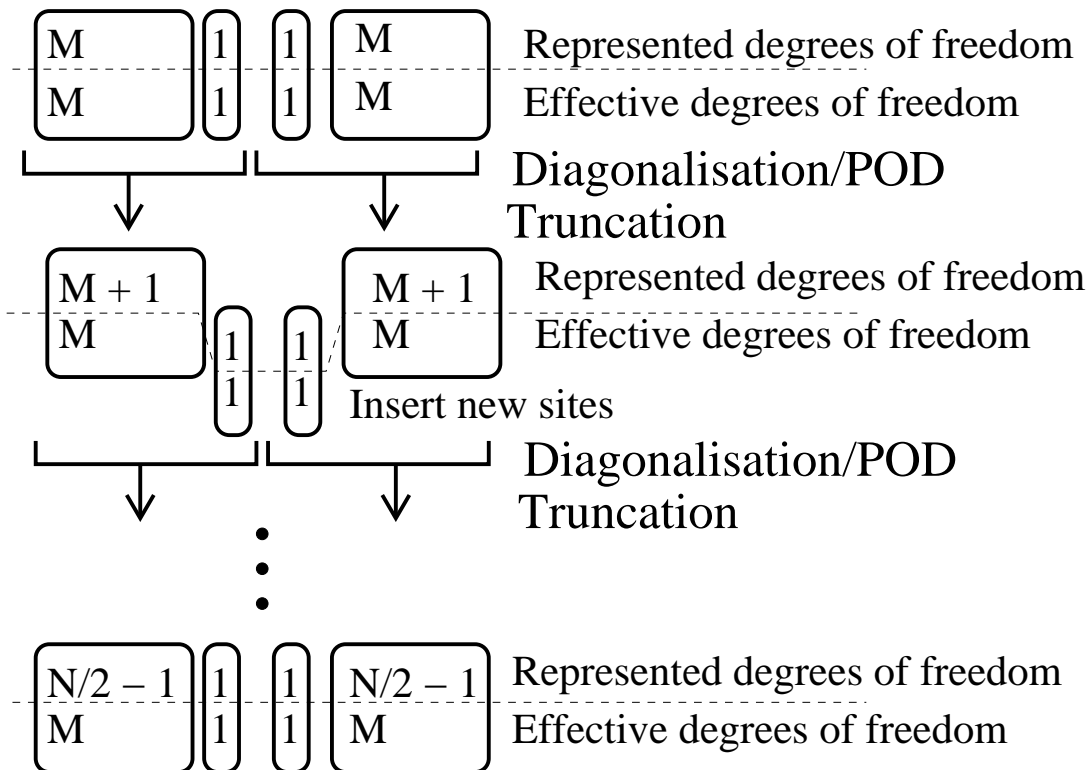 M 1 1 M Represented degrees of freedom
M 1 1 M Effective degrees of freedom
Diagonalisation/POD
Truncation
M + 1 M + 1 Represented degrees of freedom
M 1 1 M Effective degrees of freedom
1 1 Insert new sites
Diagonalisation/POD
Truncation
N/2 − 1 1 1 N/2 − 1 Represented degrees of freedom
M 1 1 M Effective degrees of freedom